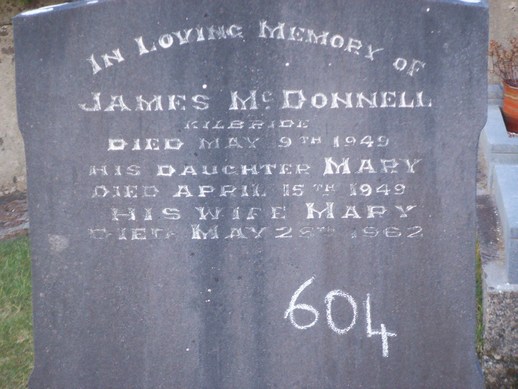 IN LOVING MEMORY OF
JAMES McDONNELL
KILBRIDE
DIED MAY 9TH 1949
HIS DAUGHTER MARY
DIED APRIL 15TH 1949
HIS WIFE MARY
DIED MAY 28TH 1962
604